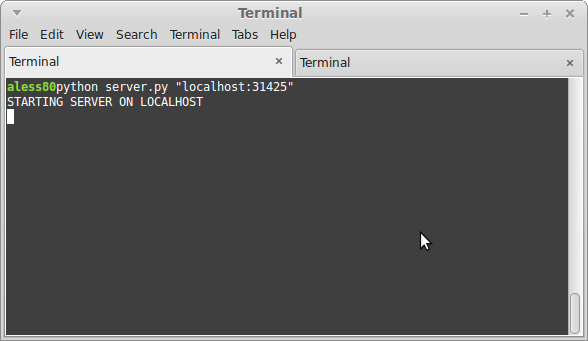 Terminal
File Edit View Search Terminal Tabs Help
Terminal Terminal
aless80python server.py "localhost:31425"
STARTING SERVER ON LOCALHOST